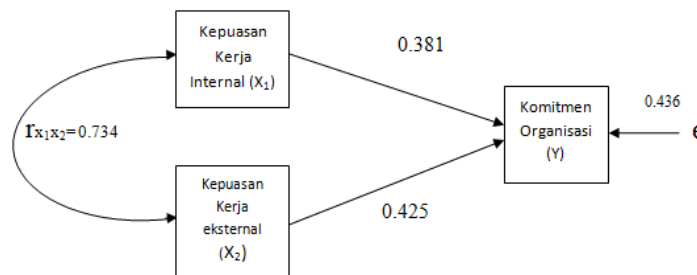 Kepuasan
Kerja
Internal (X₁)
0.381
rx₁x₂=0.734
Komitmen
Organisasi
(Y)
0.436
e
Kepuasan
Kerja
eksternal
(X₂)
0.425